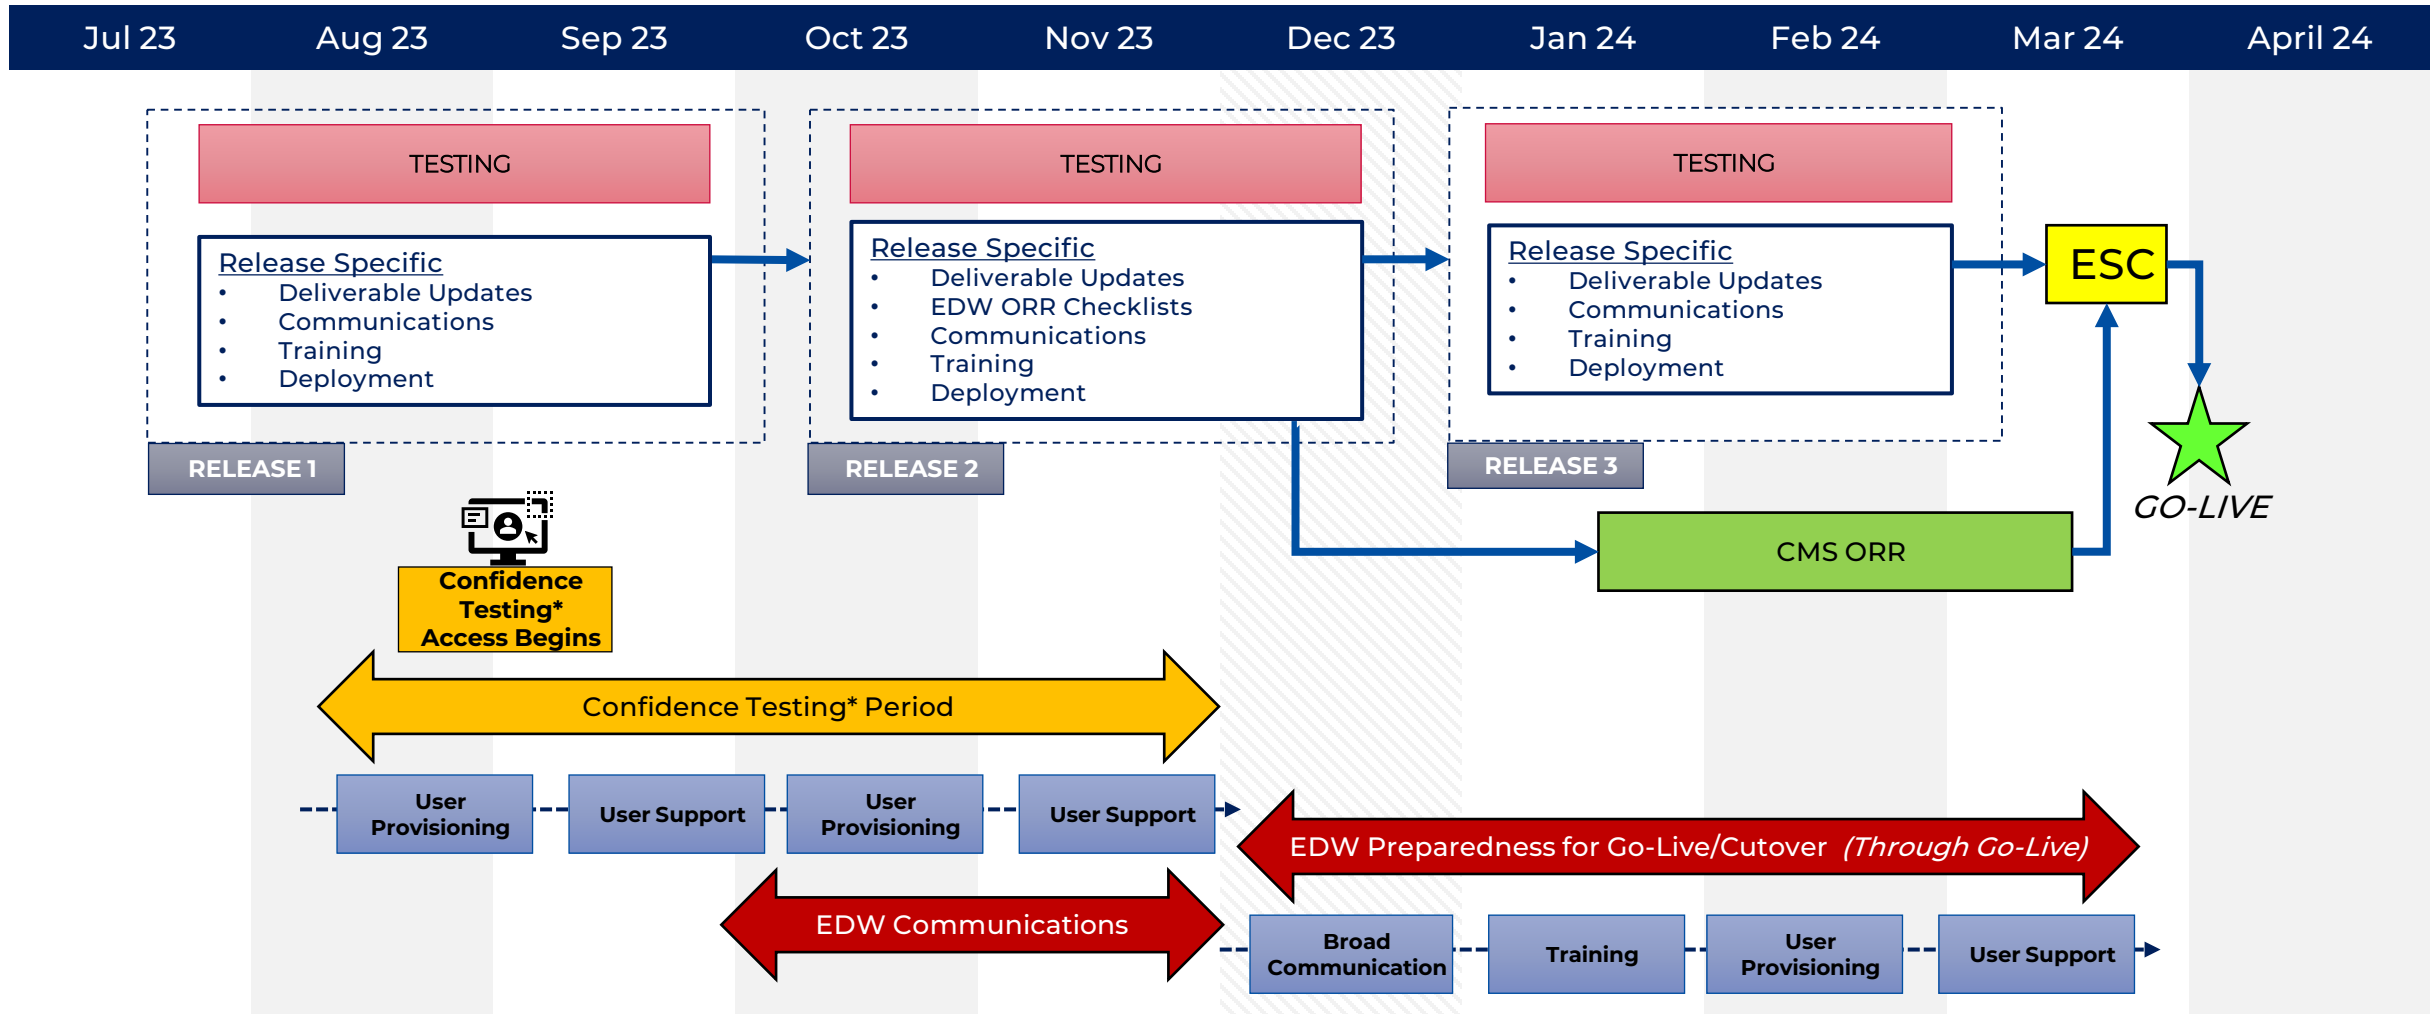 Jul 23 Aug 23 Sep 23 Oct 23 Nov 23 Dec 23 Jan 24 Feb 24 Mar 24 April 24
TESTING
Release Specific
• Deliverable Updates
• Communications
• Training
• Deployment
RELEASE 1
TESTING
Release Specific
• Deliverable Updates
• EDW ORR Checklists
• Communications
• Training
• Deployment
RELEASE 2
TESTING
Release Specific
• Deliverable Updates
• Communications
• Training
• Deployment
RELEASE 3
ESC
GO-LIVE
CMS ORR
Confidence
Testing*
Access Begins
Confidence Testing* Period
User
Provisioning
User Support
User
Provisioning
User Support
EDW Preparedness for Go-Live/Cutover (Through Go-Live)
EDW Communications
Broad
Communication
Training
User
Provisioning
User Support